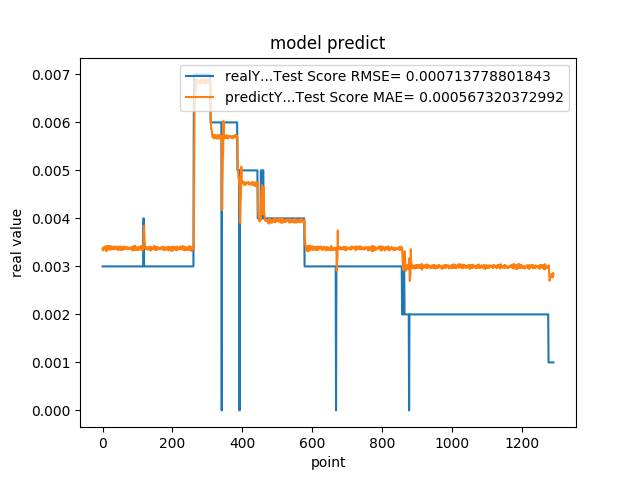 model predict
realY...Test Score RMSE= 0.000713778801843
predictY...Test Score MAE= 0.000567320372992
real value
0.007
0.006
0.005
0.004
0.003
0.002
0.001
0.000
0 200 400 600 800 1000 1200
point